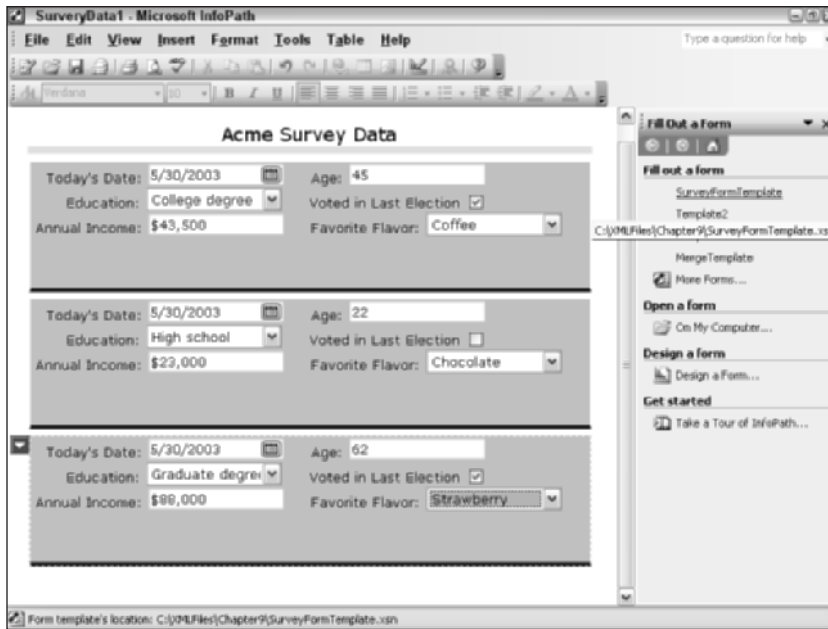 SurveryData1 - Microsoft InfoPath
File Edit View Insert Format Tools Table Help
Type a question for help
Verdana 10 B I U
Acme Survey Data
Today's Date: 5/30/2003 Age: 45
Education: College degree Voted in Last Election
Annual Income: $43,500 Favorite Flavor: Coffee
Today's Date: 5/30/2003 Age: 22
Education: High school Voted in Last Election
Annual Income: $23,000 Favorite Flavor: Chocolate
Today's Date: 5/30/2003 Age: 62
Education: Graduate degre Voted in Last Election
Annual Income: $88,000 Favorite Flavor: Strawberry
Fill Out a Form
Fill out a form
SurveyFormTemplate
Template2
C:\XMLFiles\Chapter9\SurveyFormTemplate.xs
MergeTemplate
More Forms...
Open a form
On My Computer...
Design a form
Design a Form...
Get started
Take a Tour of InfoPath...
Form template's location: C:\XMLFiles\Chapter9\SurveyFormTemplate.xsn